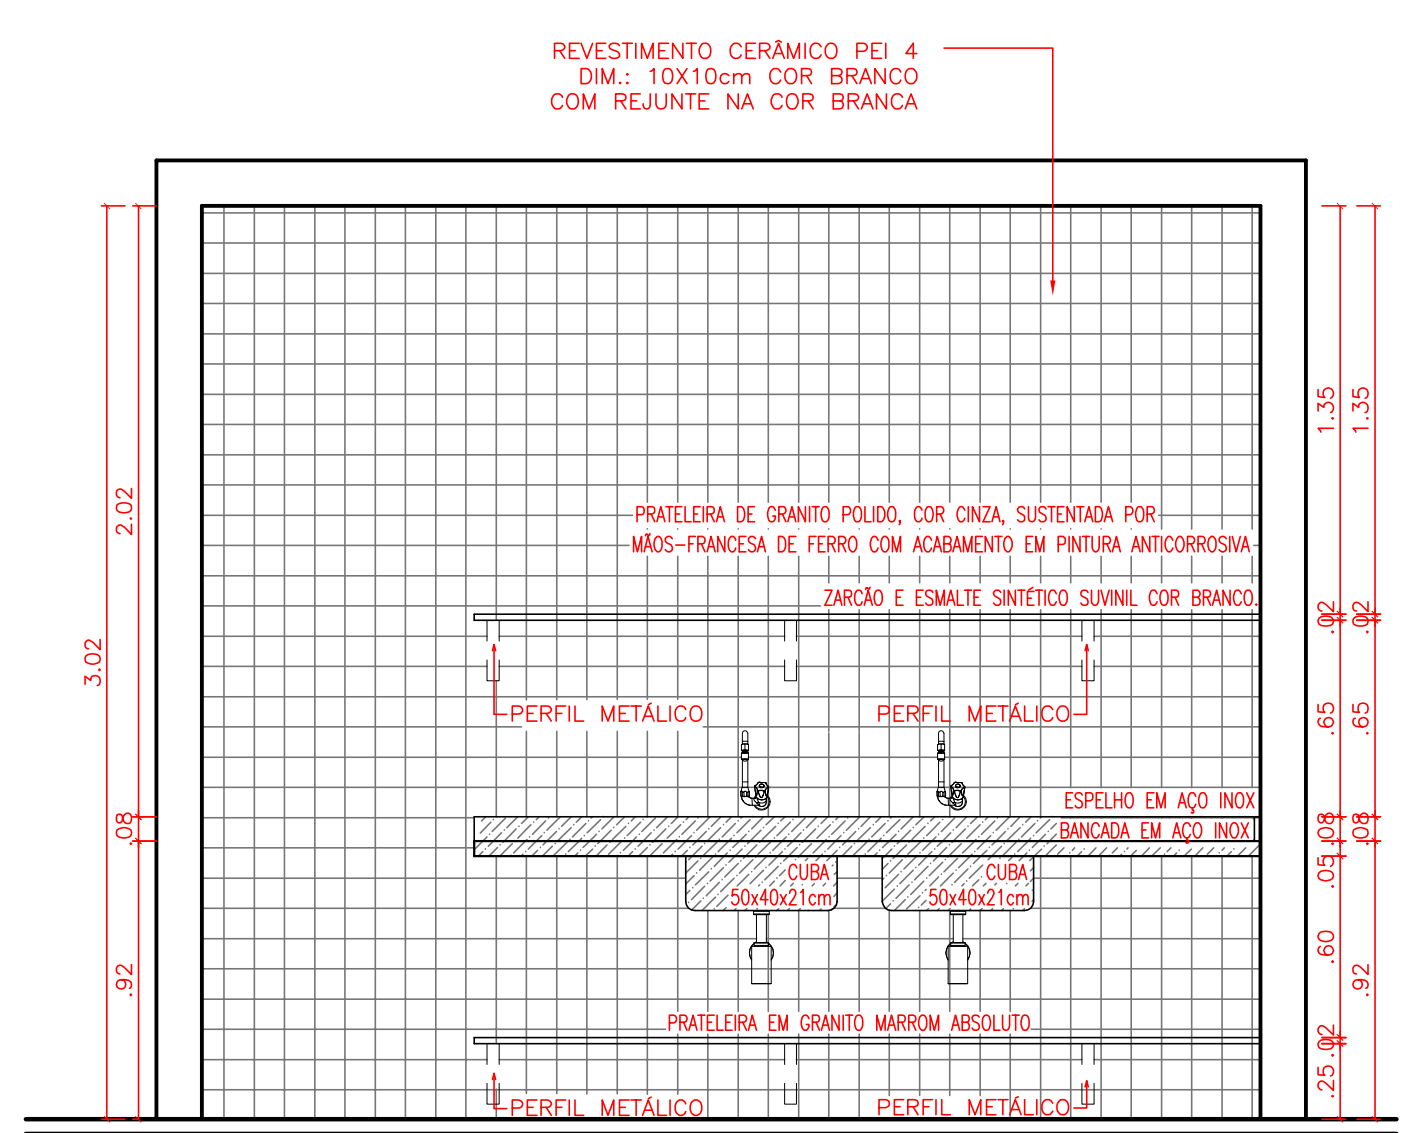 REVESTIMENTO CERÂMICO PEI 4
DIM.: 10X10cm COR BRANCO
COM REJUNTE NA COR BRANCA
3.02
2.02
.08
.92
PRATELEIRA DE GRANITO POLIDO, COR CINZA, SUSTENTADA POR
MÃOS-FRANCESA DE FERRO COM ACABAMENTO EM PINTURA ANTICORROSIVA
ZARCÃO E ESMALTE SINTÉTICO SUVINIL COR BRANCO.
PERFIL METÁLICO
PERFIL METÁLICO
ESPELHO EM AÇO INOX
BANCADA EM AÇO INOX
CUBA
50x40x21cm
CUBA
50x40x21cm
PRATELEIRA EM GRANITO MARROM ABSOLUTO
PERFIL METÁLICO
PERFIL METÁLICO
1.35
.02
.65
.08
.05
.60
.02
.25
1.35
.02
.65
.08
.92